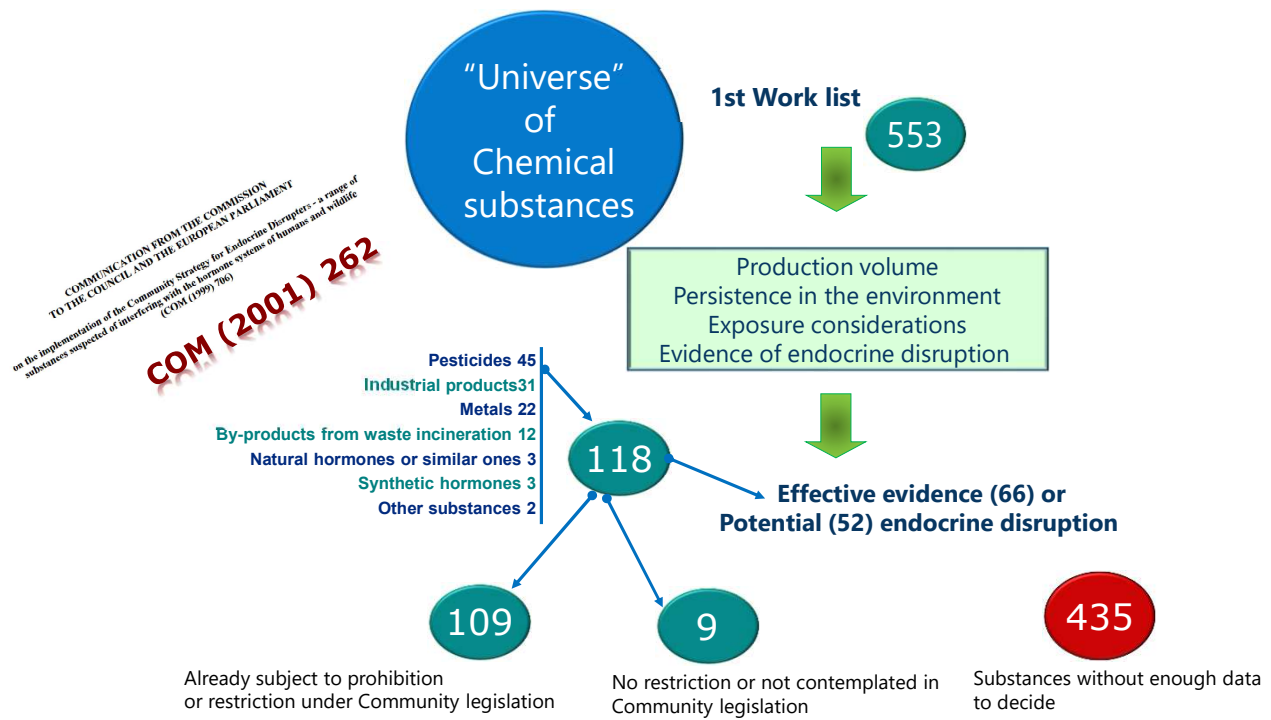 “Universe”
of
Chemical
substances
1st Work list
553
COMMUNICATION FROM THE COMMISSION
TO THE COUNCIL AND THE EUROPEAN PARLIAMENT
on the implementation of the Community Strategy for Endocrine Disrupters - a range of
substances suspected of interfering with the hormone systems of humans and wildlife
(COM (1999) 706)
COM (2001) 262
Production volume
Persistence in the environment
Exposure considerations
Evidence of endocrine disruption
Pesticides 45
Industrial products31
Metals 22
By-products from waste incineration 12
Natural hormones or similar ones 3
Synthetic hormones 3
Other substances 2
118
Effective evidence (66) or
Potential (52) endocrine disruption
109
Already subject to prohibition
or restriction under Community legislation
9
No restriction or not contemplated in
Community legislation
435
Substances without enough data
to decide